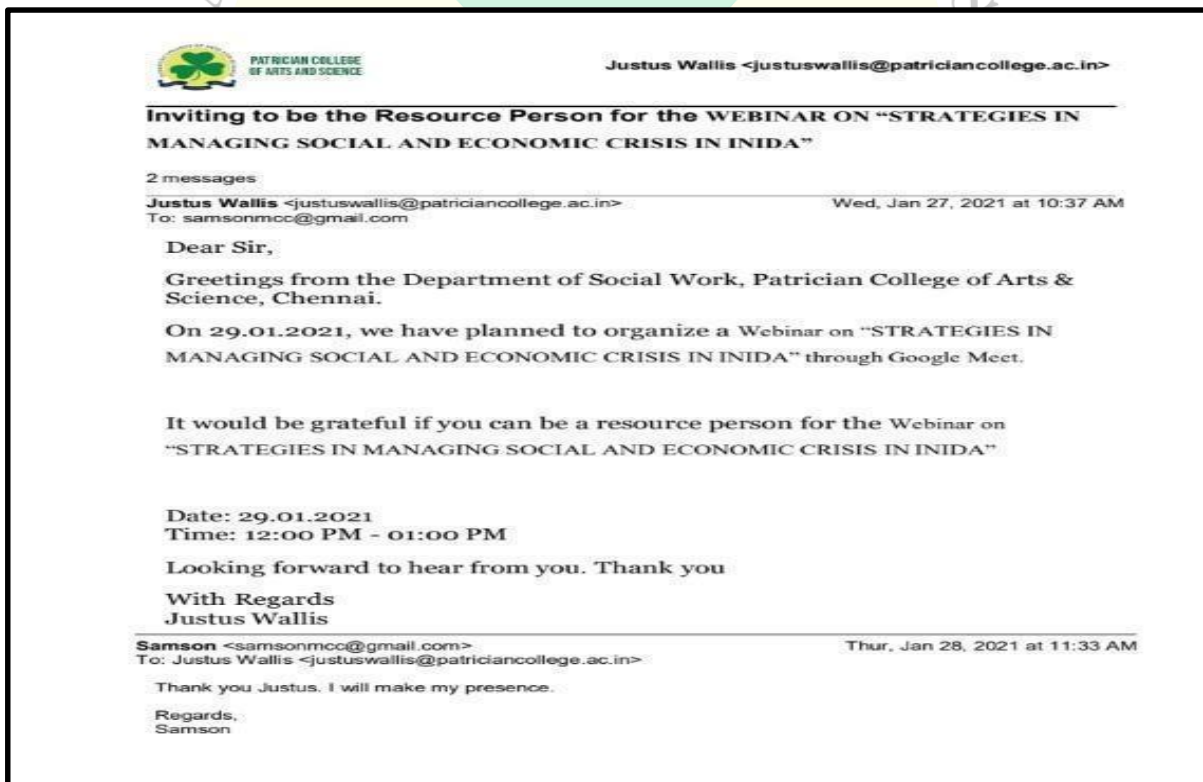 PATRICIAN COLLEGE
OF ARTS AND SCIENCE
Justus Wallis <justuswallis@patriciancollege.ac.in>
Inviting to be the Resource Person for the WEBINAR ON “STRATEGIES IN
MANAGING SOCIAL AND ECONOMIC CRISIS IN INIDA”
2 messages
Justus Wallis <justuswallis@patriciancollege.ac.in> Wed, Jan 27, 2021 at 10:37 AM
To: samsonmcc@gmail.com
Dear Sir,
Greetings from the Department of Social Work, Patrician College of Arts &
Science, Chennai.
On 29.01.2021, we have planned to organize a Webinar on “STRATEGIES IN
MANAGING SOCIAL AND ECONOMIC CRISIS IN INIDA” through Google Meet.
It would be grateful if you can be a resource person for the Webinar on
“STRATEGIES IN MANAGING SOCIAL AND ECONOMIC CRISIS IN INIDA”
Date: 29.01.2021
Time: 12:00 PM - 01:00 PM
Looking forward to hear from you. Thank you
With Regards
Justus Wallis
Samson <samsonmcc@gmail.com> Thur, Jan 28, 2021 at 11:33 AM
To: Justus Wallis <justuswallis@patriciancollege.ac.in>
Thank you Justus. I will make my presence.
Regards,
Samson